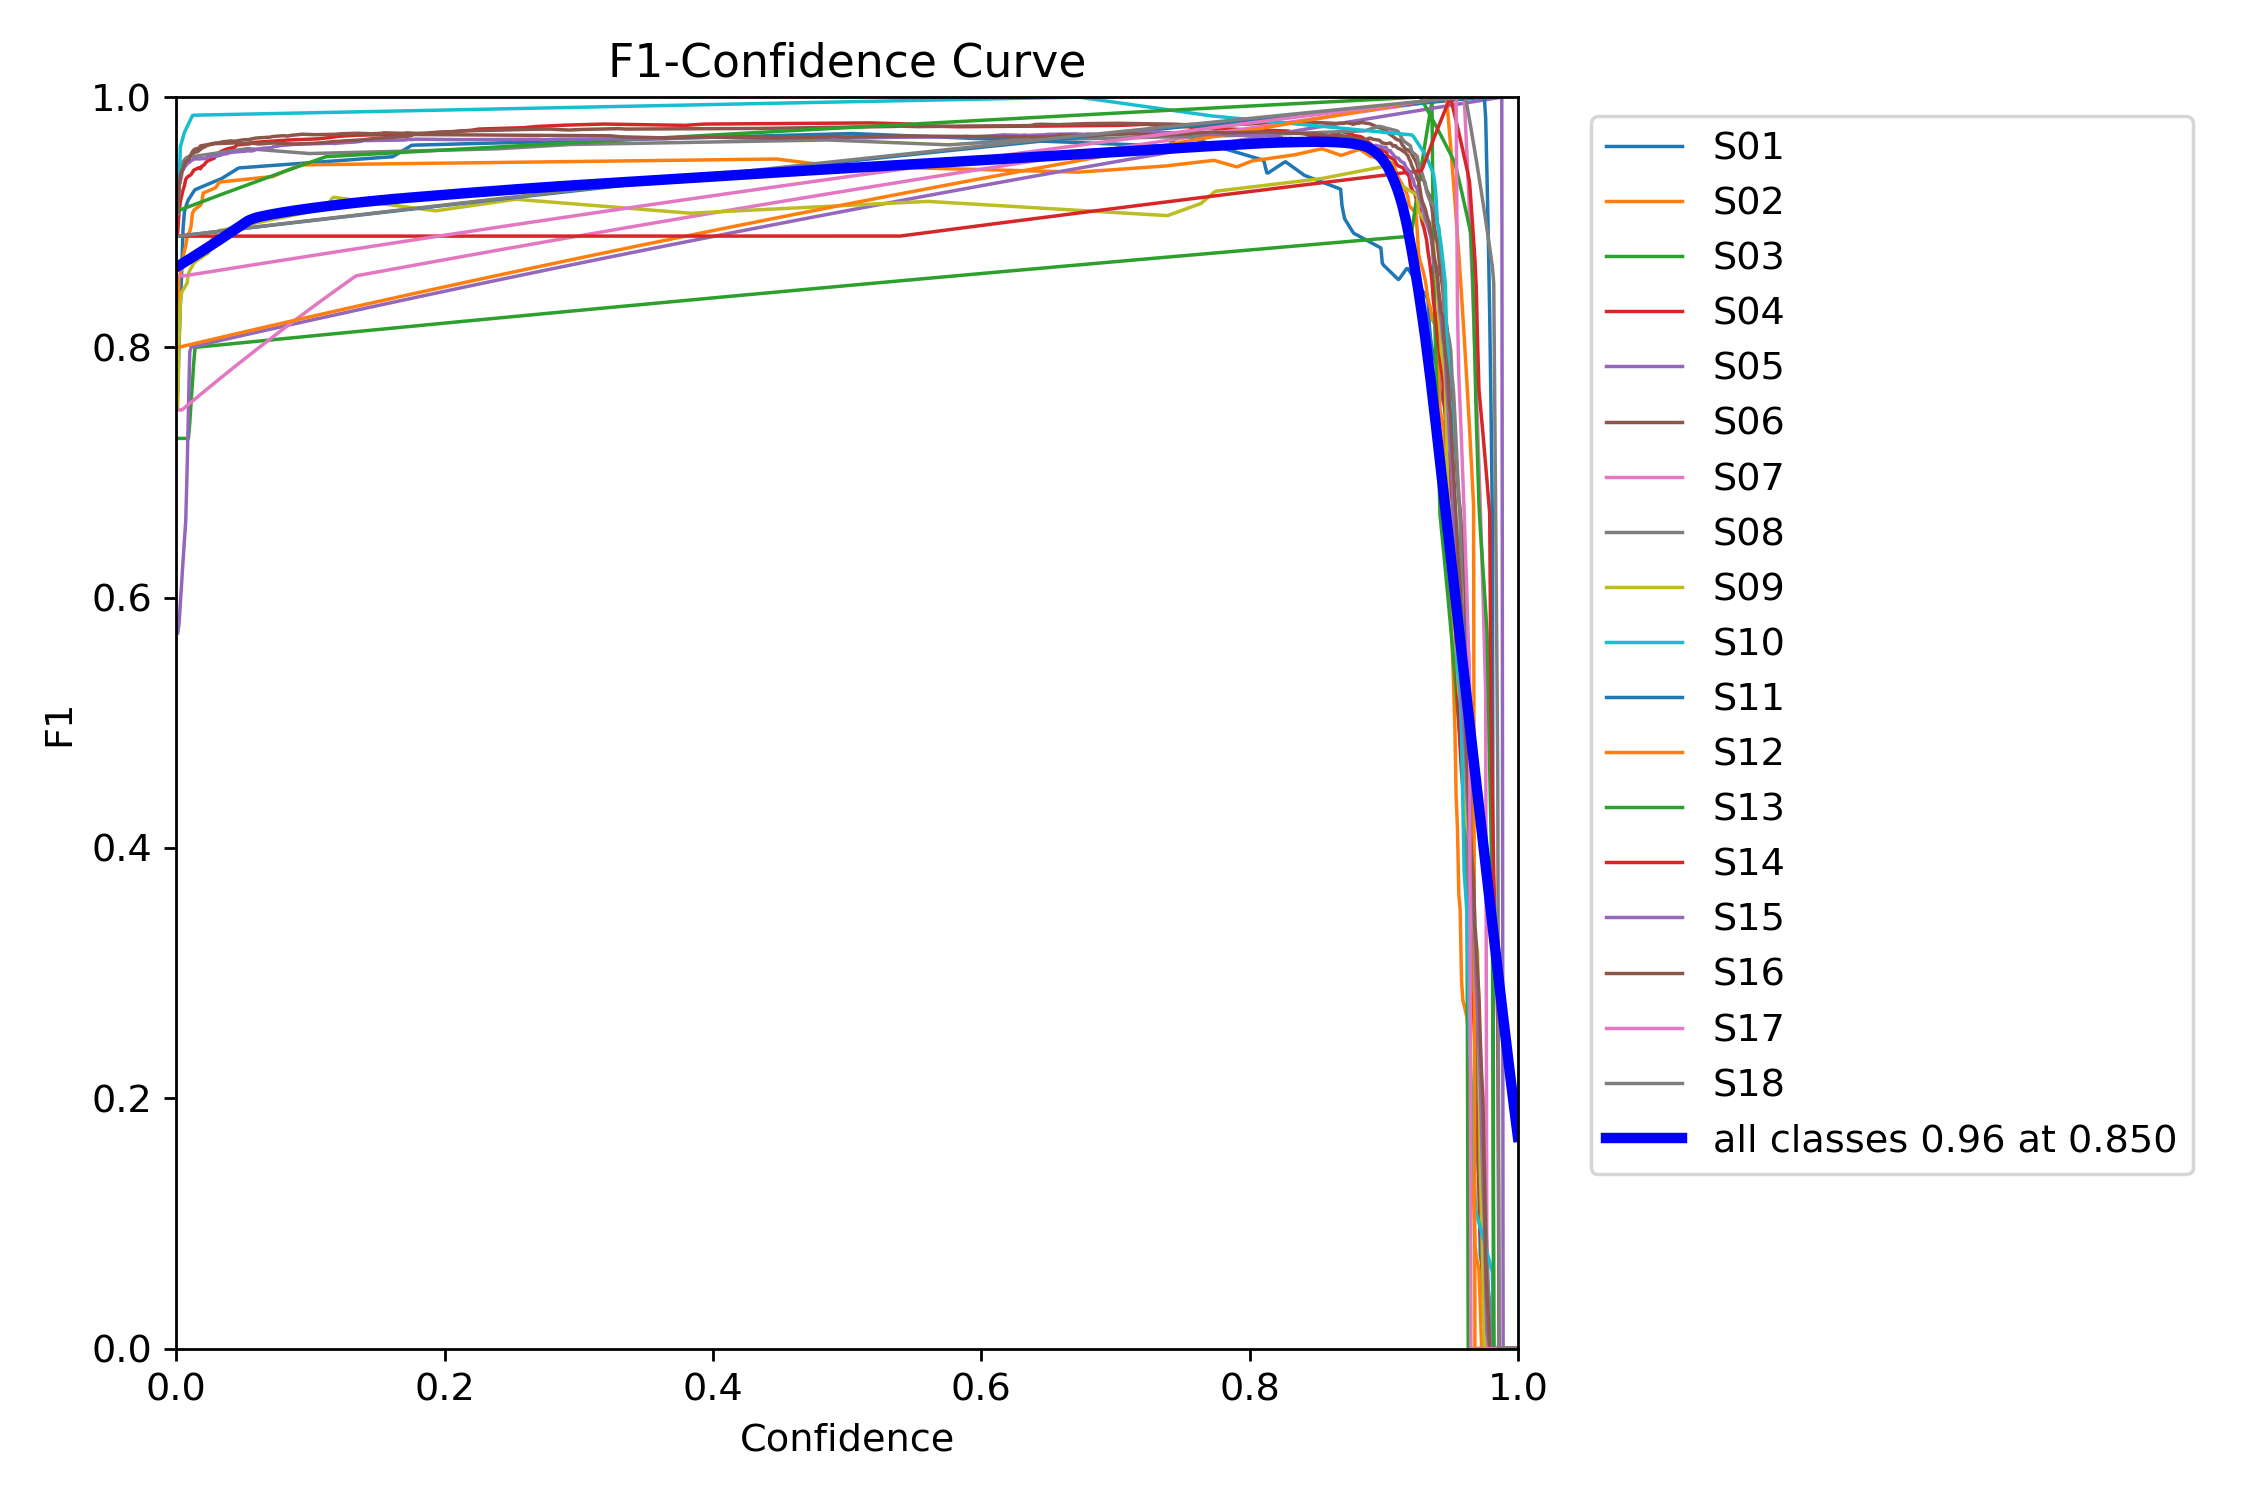 F1-Confidence Curve
1.0
0.8
0.6
0.4
0.2
0.0
F1
0.0 0.2 0.4 0.6 0.8 1.0
Confidence
S01
S02
S03
S04
S05
S06
S07
S08
S09
S10
S11
S12
S13
S14
S15
S16
S17
S18
all classes 0.96 at 0.850